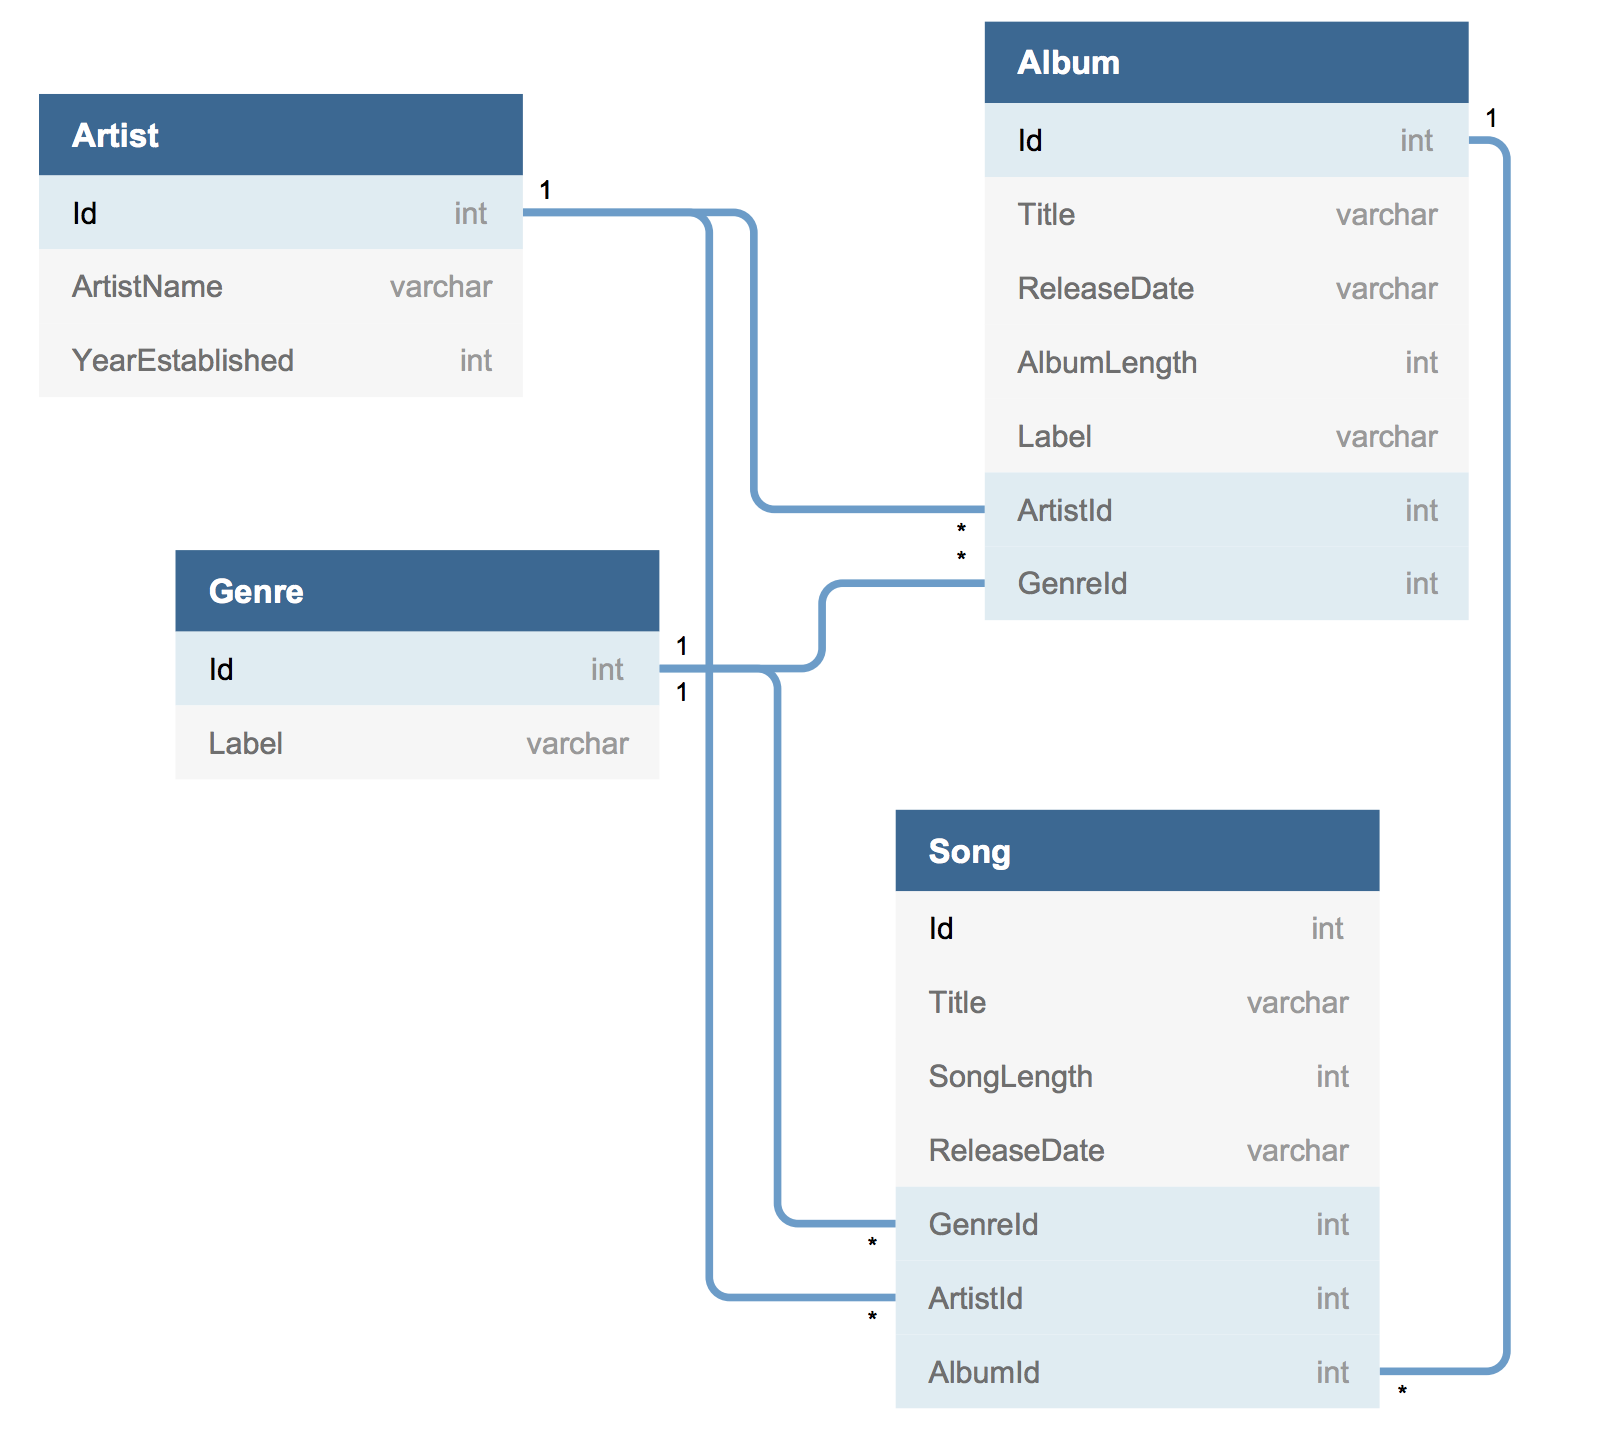 Artist
Id int
ArtistName varchar
YearEstablished int
1
Album
Id int
Title varchar
ReleaseDate varchar
AlbumLength int
Label varchar
ArtistId int
GenreId int
1
*
*
Genre
Id int
Label varchar
1
1
Song
Id int
Title varchar
SongLength int
ReleaseDate varchar
GenreId int
ArtistId int
AlbumId int
*
*
*